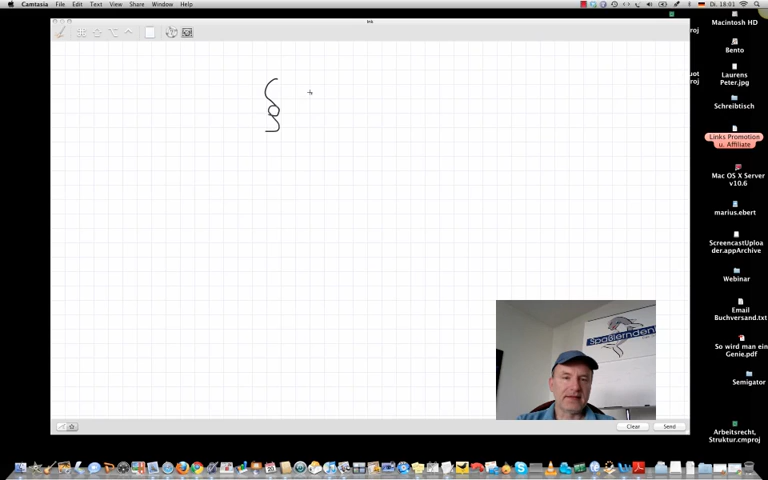 Camtasia File Edit Text View Share Window Help
Di. 18:01
Macintosh HD
Bento
Laurens
Peter.jpg
Schreibtisch
Links Promotion
u. Affiliate
Mac OS X Server
v10.6
marius.ebert
ScreencastUploa
der.appArchive
Webinar
Email
Buchversand.txt
So wird man ein
Genie.pdf
Semigator
Arbeitsrecht,
Struktur.cmproj
§
Spaßlerndenk
Clear Send